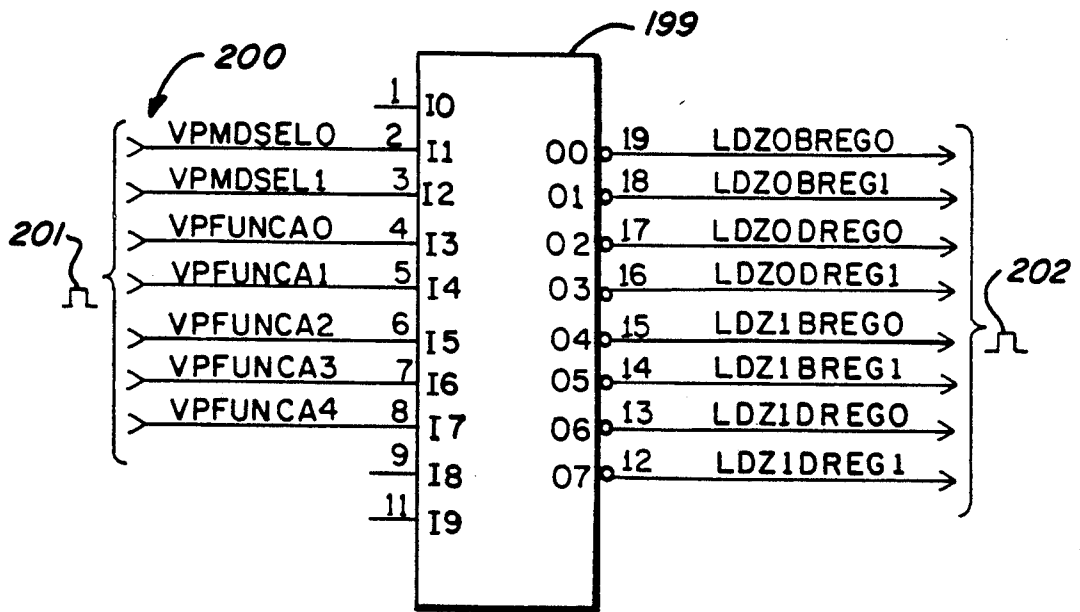 199
200
1 I0
VPMDSEL0 2 I1 O0 19 LDZ0BREG0
VPMDSEL1 3 I2 O1 18 LDZ0BREG1
VPFUNCA0 4 I3 O2 17 LDZ0DREG0
201
VPFUNCA1 5 I4 O3 16 LDZ0DREG1
202
VPFUNCA2 6 I5 O4 15 LDZ1BREG0
VPFUNCA3 7 I6 O5 14 LDZ1BREG1
VPFUNCA4 8 I7 O6 13 LDZ1DREG0
9 I8 O7 12 LDZ1DREG1
11 I9